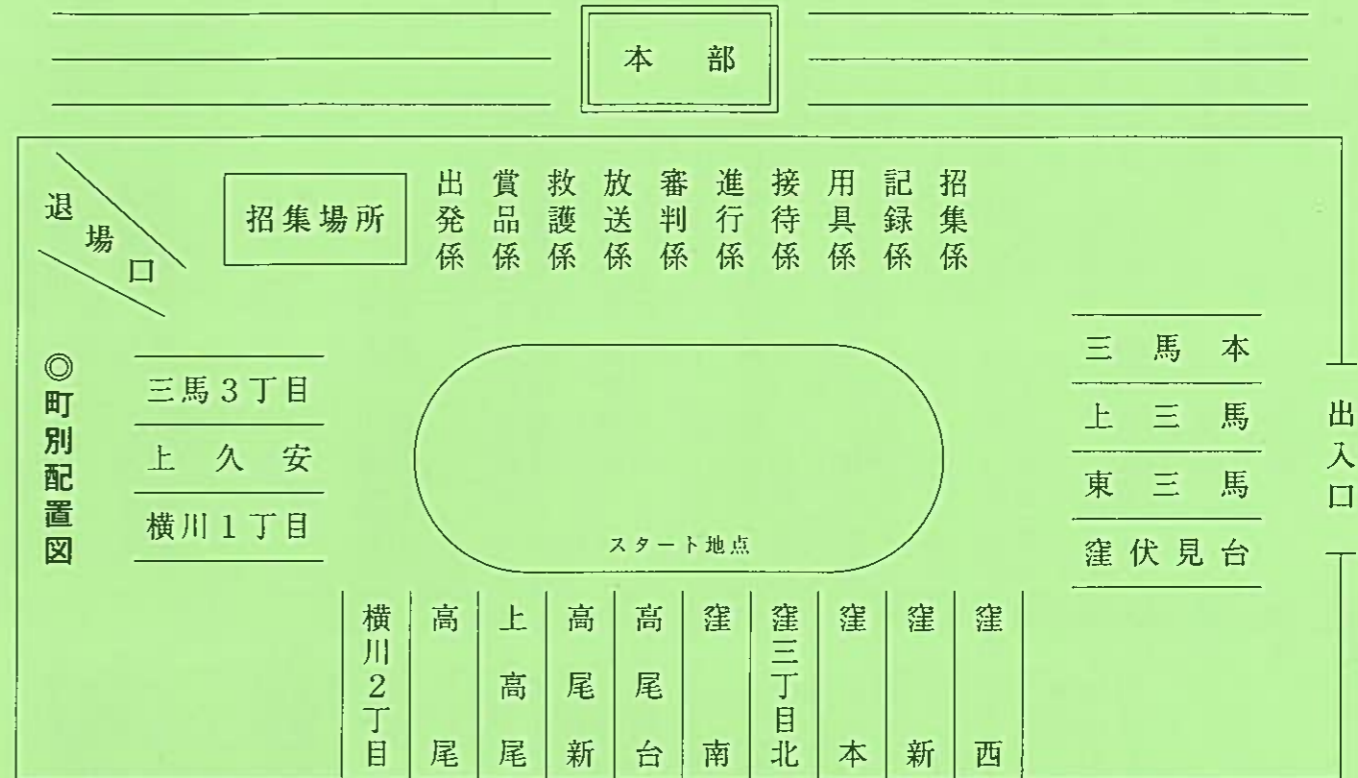 本部
退場口
招集場所
出発係
賞品係
救護係
放送係
審判係
進行係
接待係
用具係
記録係
招集係
◎町別配置図
三馬3丁目
上久安
横川1丁目
スタート地点
三馬本
上三馬
東三馬
窪伏見台
出入口
横川2丁目
高尾
上高尾
高尾新
高尾台
窪南
窪三丁目北
窪本
窪新
窪西